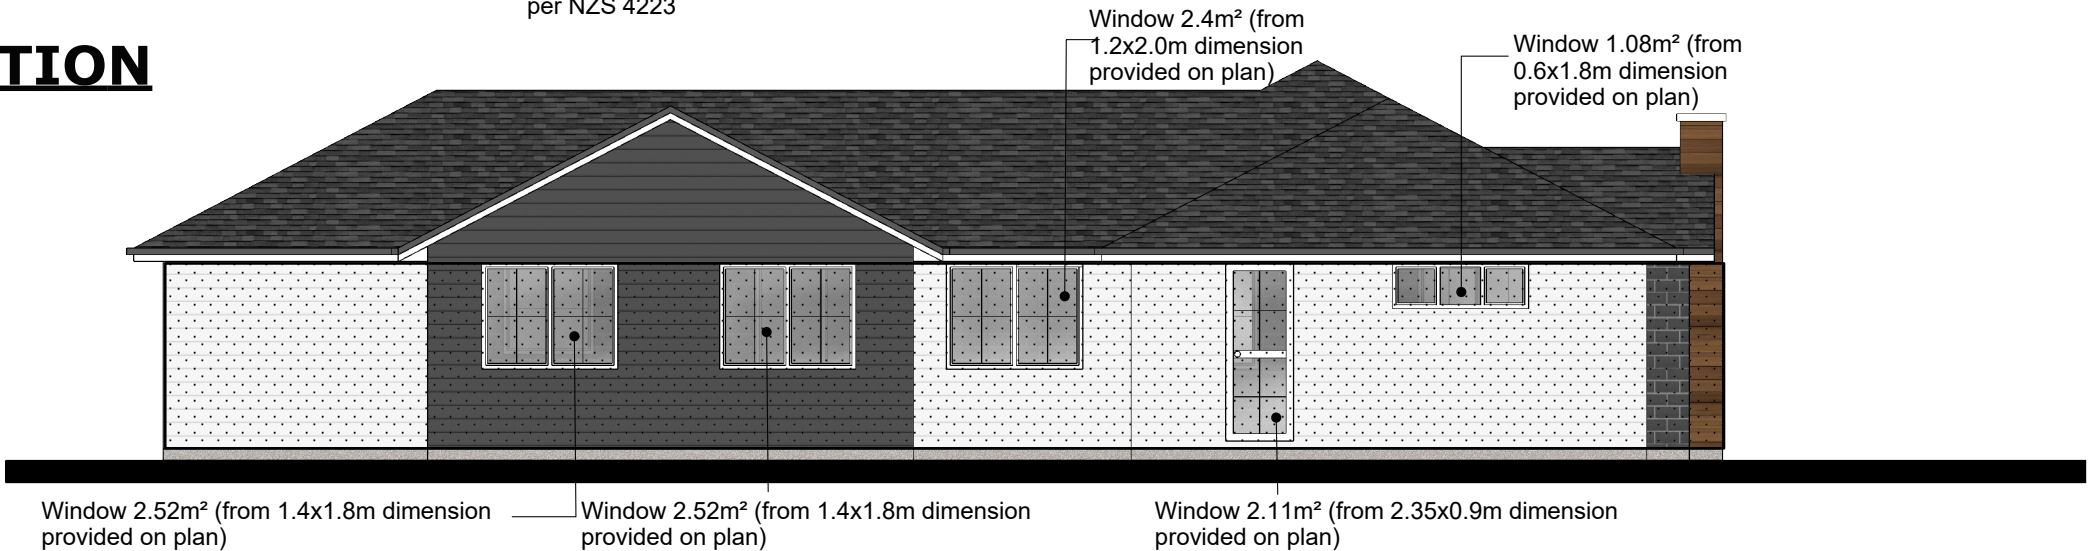 per NZS 4223
TION
Window 2.4m² (from
1.2x2.0m dimension
provided on plan)
Window 1.08m² (from
0.6x1.8m dimension
provided on plan)
Window 2.52m² (from 1.4x1.8m dimension
provided on plan)
Window 2.52m² (from 1.4x1.8m dimension
provided on plan)
Window 2.11m² (from 2.35x0.9m dimension
provided on plan)